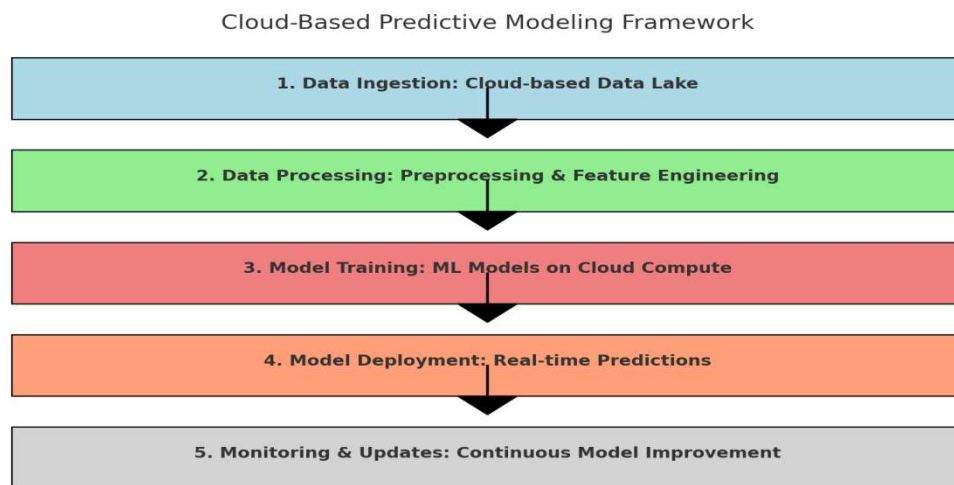 Cloud-Based Predictive Modeling Framework
1. Data Ingestion: Cloud-based Data Lake
2. Data Processing: Preprocessing & Feature Engineering
3. Model Training: ML Models on Cloud Compute
4. Model Deployment: Real-time Predictions
5. Monitoring & Updates: Continuous Model Improvement